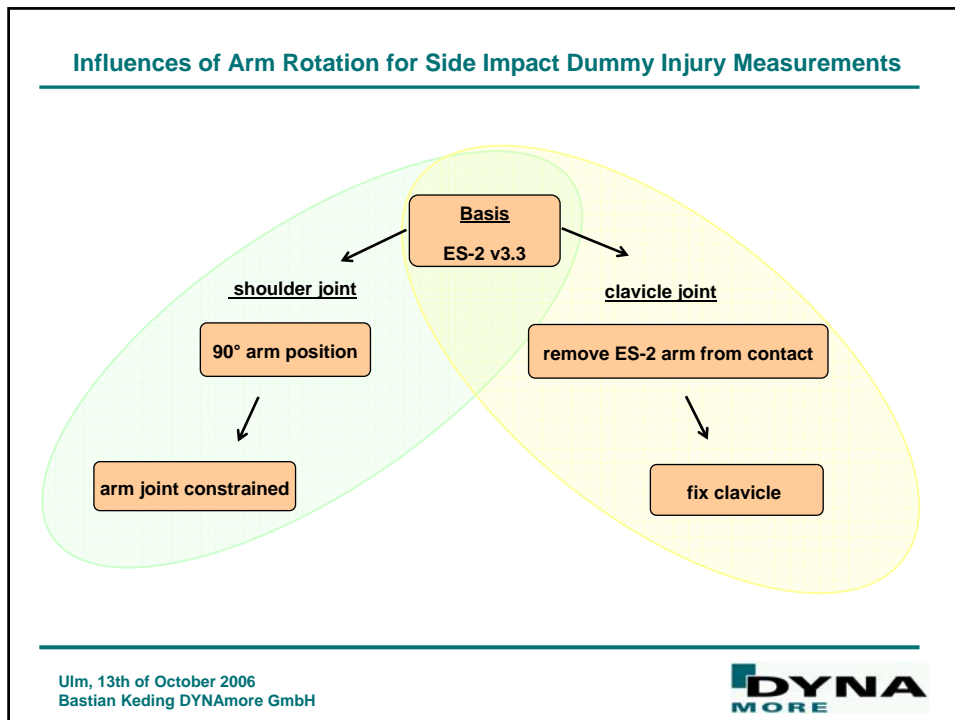 Influences of Arm Rotation for Side Impact Dummy Injury Measurements
Basis
ES-2 v3.3
shoulder joint
clavicle joint
90° arm position
remove ES-2 arm from contact
arm joint constrained
fix clavicle
Ulm, 13th of October 2006
Bastian Keding DYNAmore GmbH
DYNA
MORE